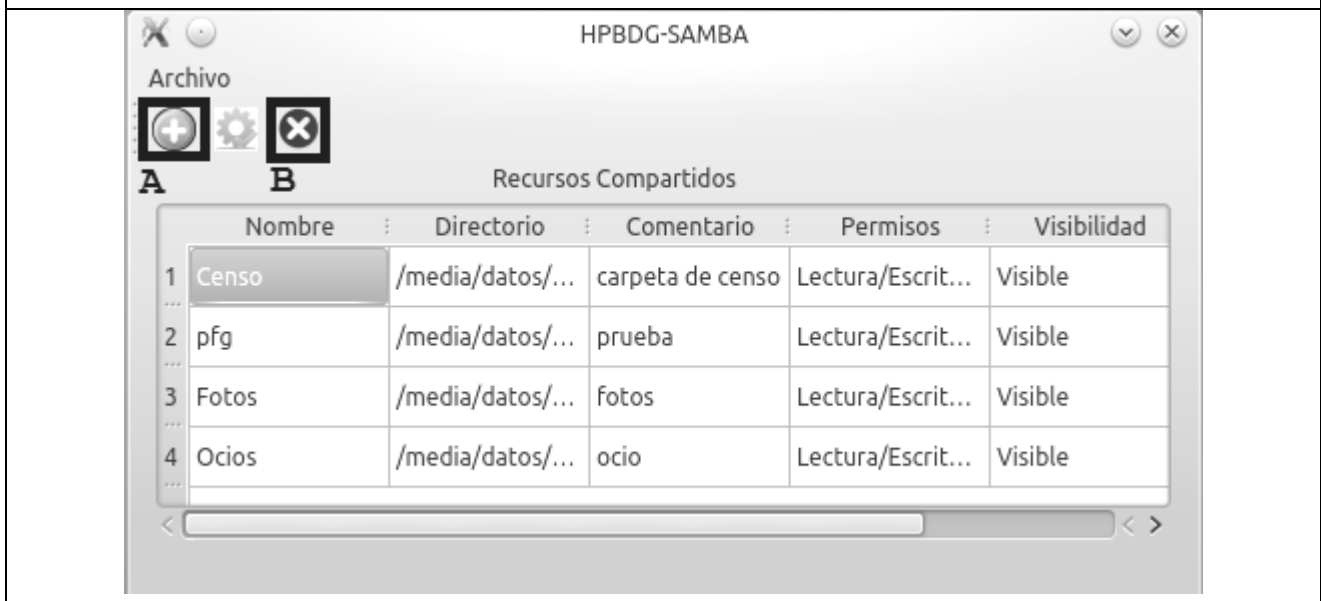 HPBDG-SAMBA
Archivo
A B
Recursos Compartidos
Nombre Directorio Comentario Permisos Visibilidad
1 Censo /media/datos/... carpeta de censo Lectura/Escrit... Visible
2 pfg /media/datos/... prueba Lectura/Escrit... Visible
3 Fotos /media/datos/... fotos Lectura/Escrit... Visible
4 Ocios /media/datos/... ocio Lectura/Escrit... Visible